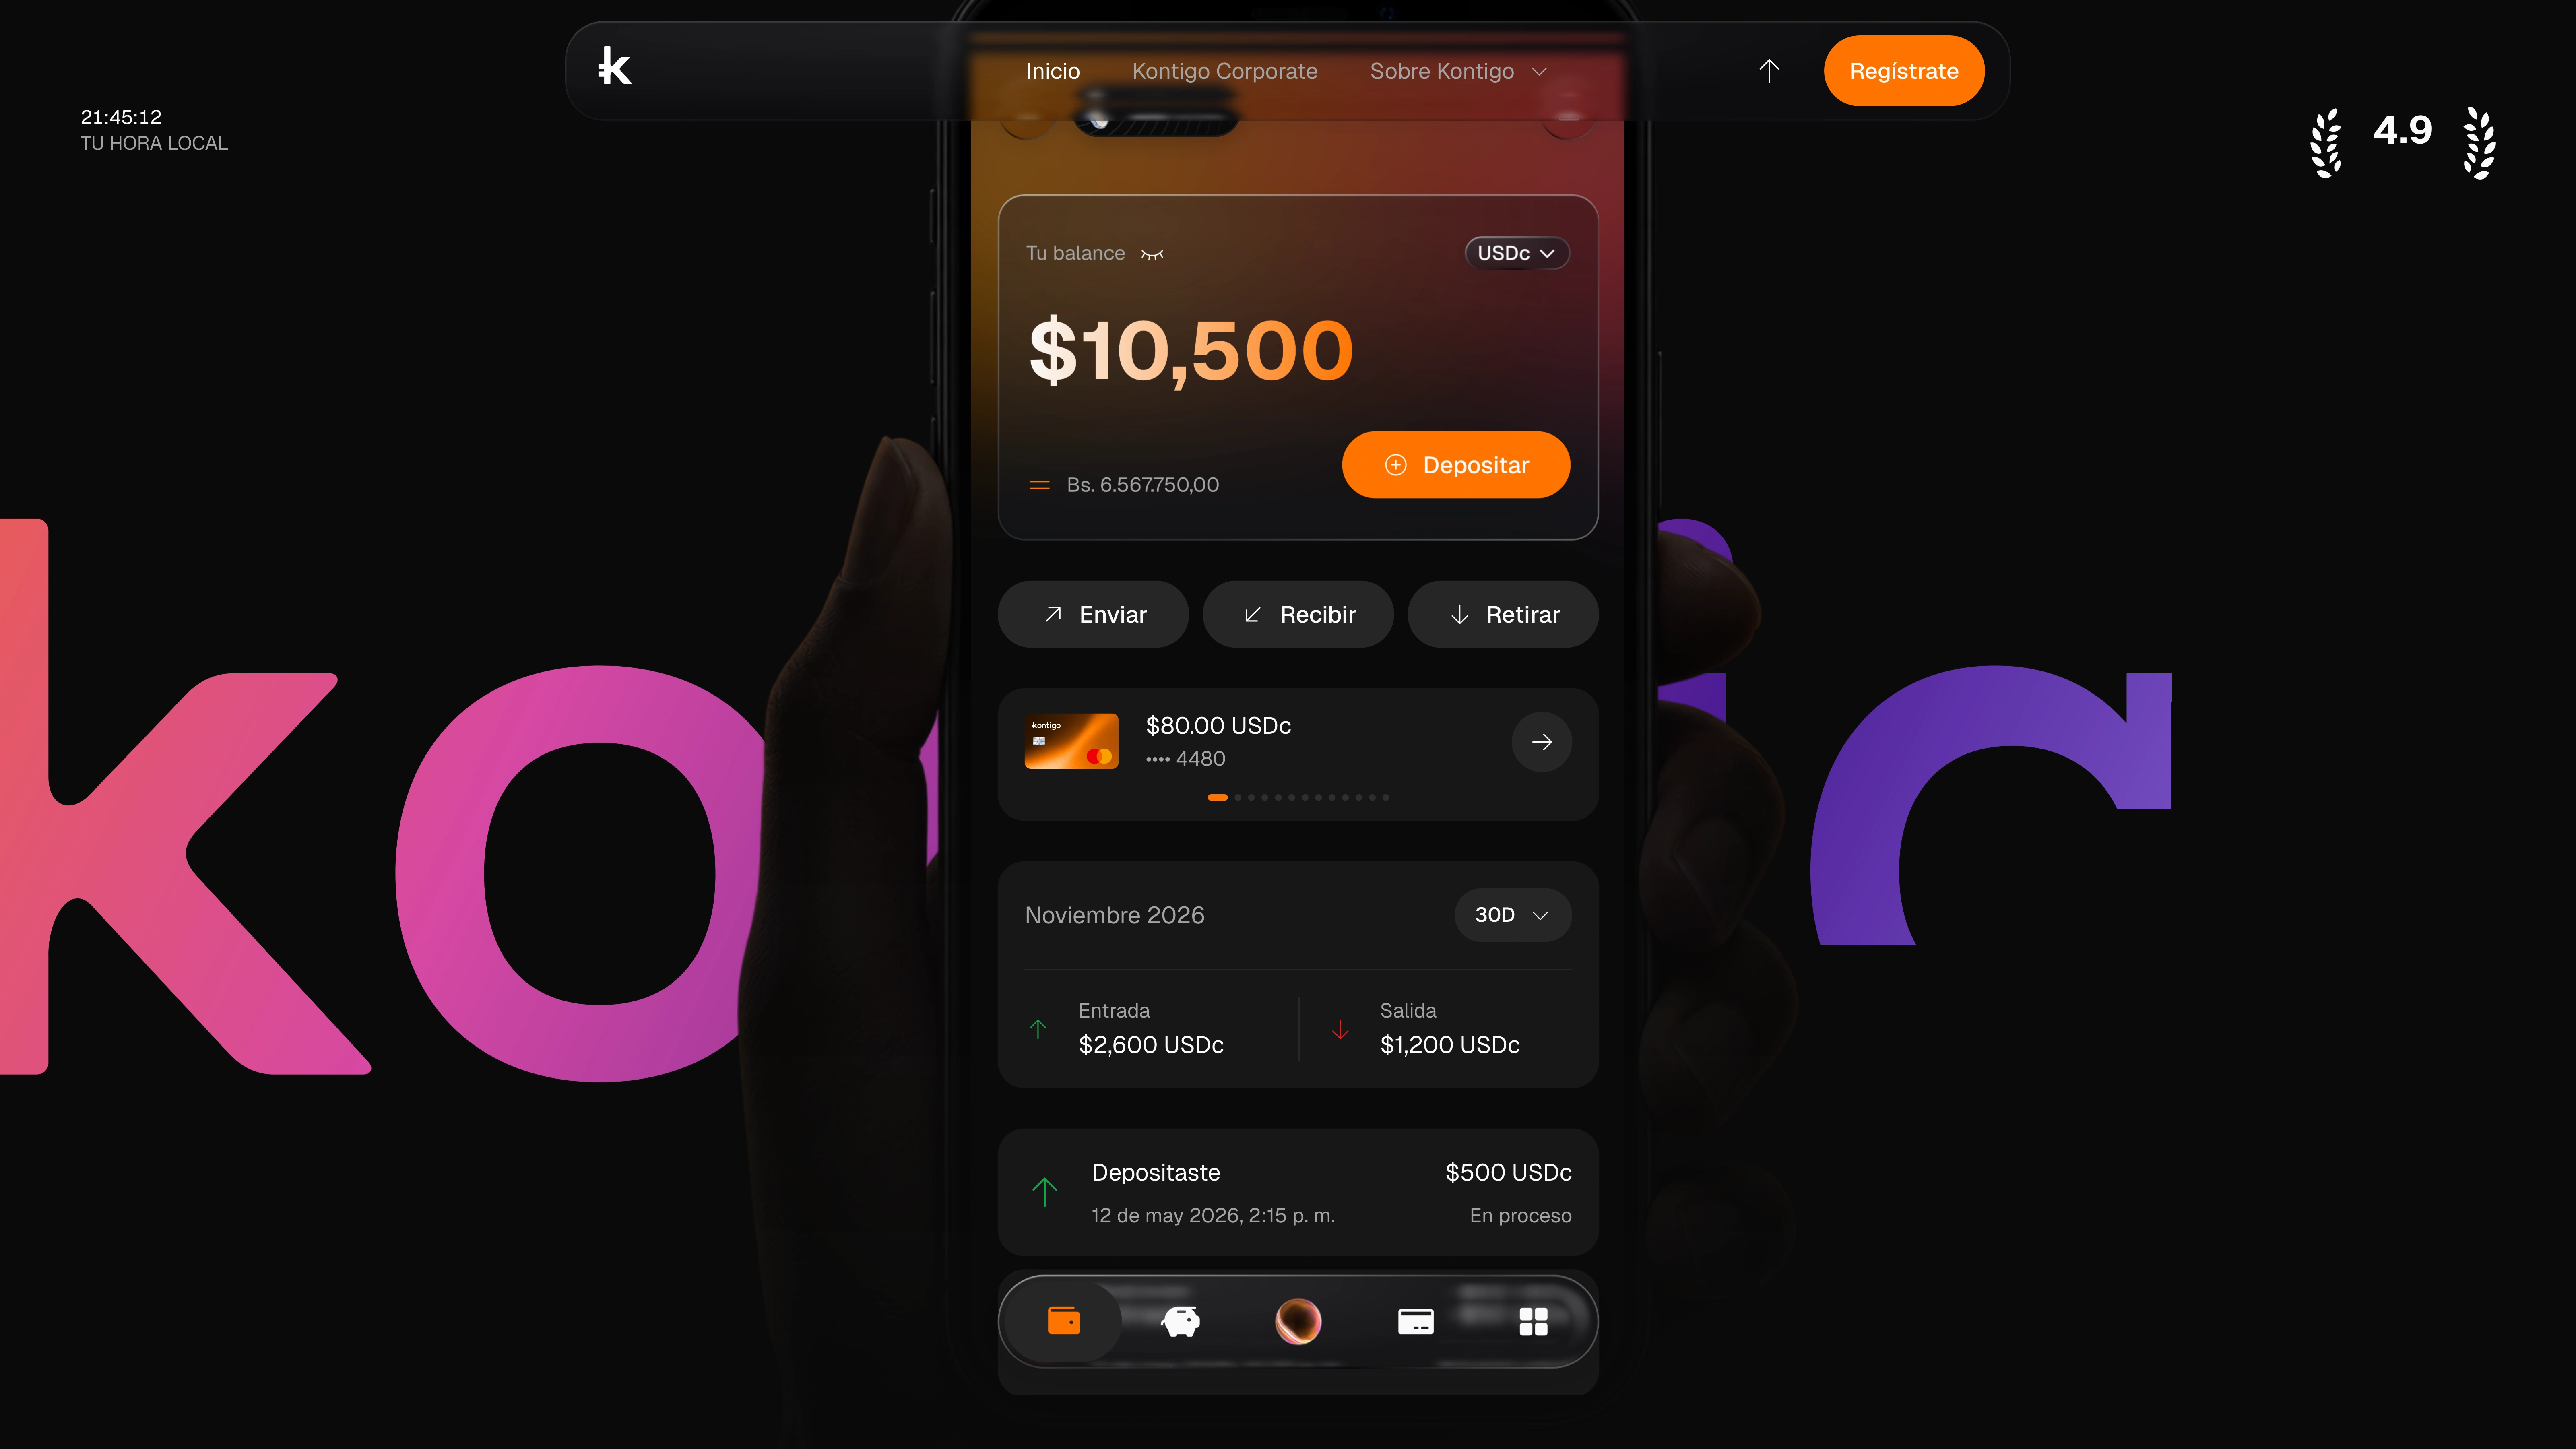 k
Inicio
Kontigo Corporate
Sobre Kontigo
Regístrate
21:45:12
TU HORA LOCAL
4.9
Tu balance
USDc
$10,500
Bs. 6.567.750,00
Depositar
Enviar
Recibir
Retirar
ko
kontigo
$80.00 USDc
•••• 4480
Noviembre 2026
30D
Entrada
$2,600 USDc
Salida
$1,200 USDc
Depositaste
$500 USDc
12 de may 2026, 2:15 p. m.
En proceso